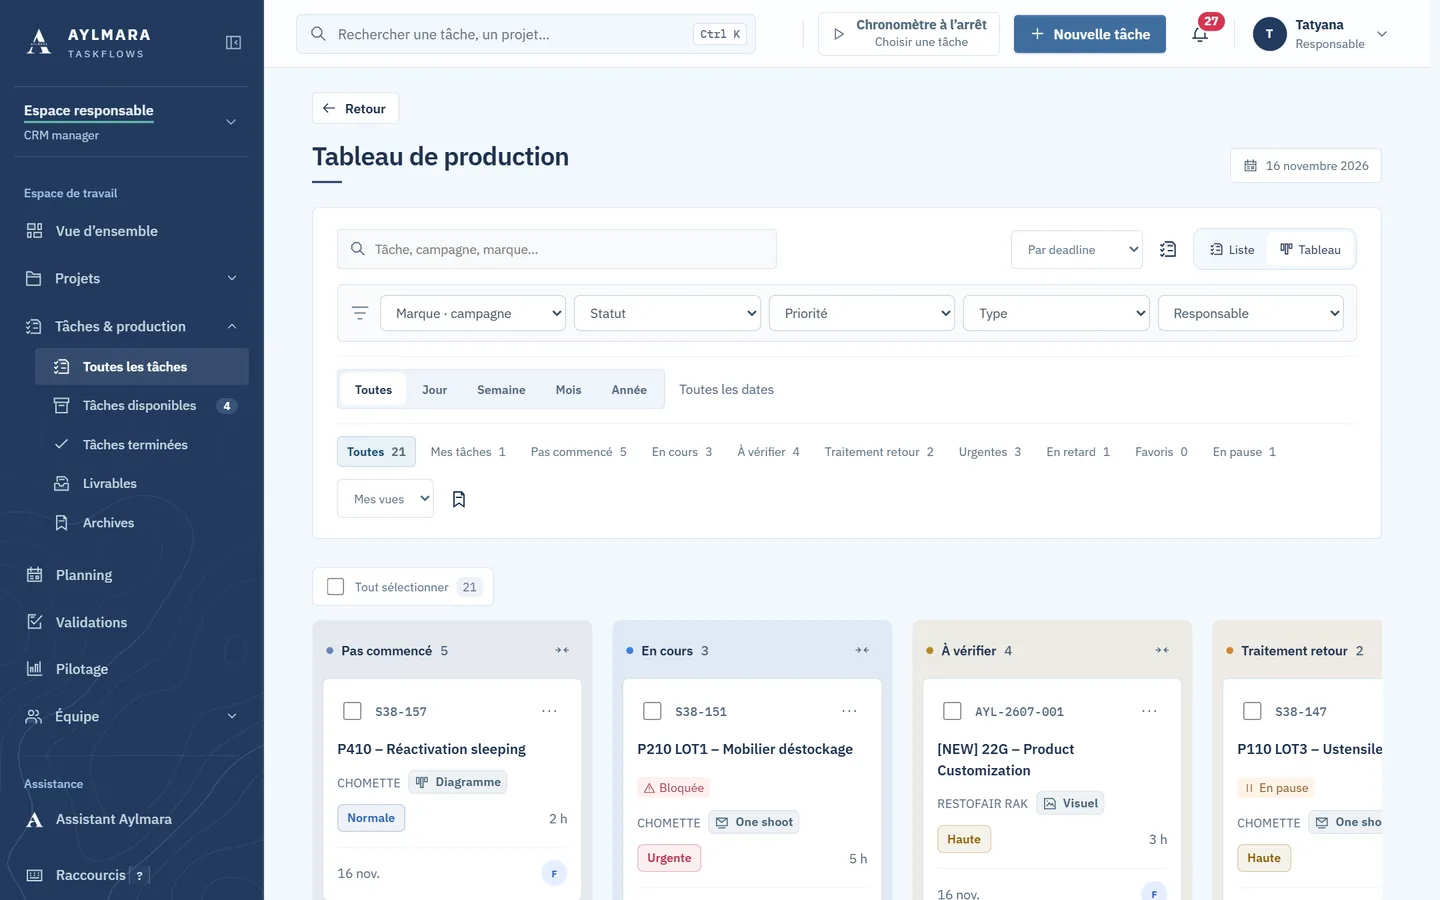 AYLMARA
TASKFLOWS
Espace responsable
CRM manager
Espace de travail
Vue d'ensemble
Projets
Tâches & production
Toutes les tâches
Tâches disponibles 4
Tâches terminées
Livrables
Archives
Planning
Validations
Pilotage
Équipe
Assistance
Assistant Aylmara
Raccourcis ?
Rechercher une tâche, un projet... Ctrl K
Chronomètre à l'arrêt
Choisir une tâche
Nouvelle tâche
27
T
Tatyana
Responsable
Retour
Tableau de production
16 novembre 2026
Tâche, campagne, marque...
Par deadline
Liste
Tableau
Marque · campagne
Statut
Priorité
Type
Responsable
Toutes Jour Semaine Mois Année Toutes les dates
Toutes 21 Mes tâches 1 Pas commencé 5 En cours 3 À vérifier 4 Traitement retour 2 Urgentes 3 En retard 1 Favoris 0 En pause 1
Mes vues
Tout sélectionner 21
Pas commencé 5
S38-157 ...
P410 – Réactivation sleeping
CHOMETTE Diagramme
Normale 2 h
16 nov. F
En cours 3
S38-151 ...
P210 LOT1 – Mobilier déstockage
Bloquée
CHOMETTE One shoot
Urgente 5 h
À vérifier 4
AYL-2607-001 ...
[NEW] 22G – Product
Customization
RESTOFAIR RAK Visuel
Haute 3 h
16 nov. F
Traitement retour 2
S38-147
P110 LOT3 – Ustensile
En pause
CHOMETTE One sho
Haute